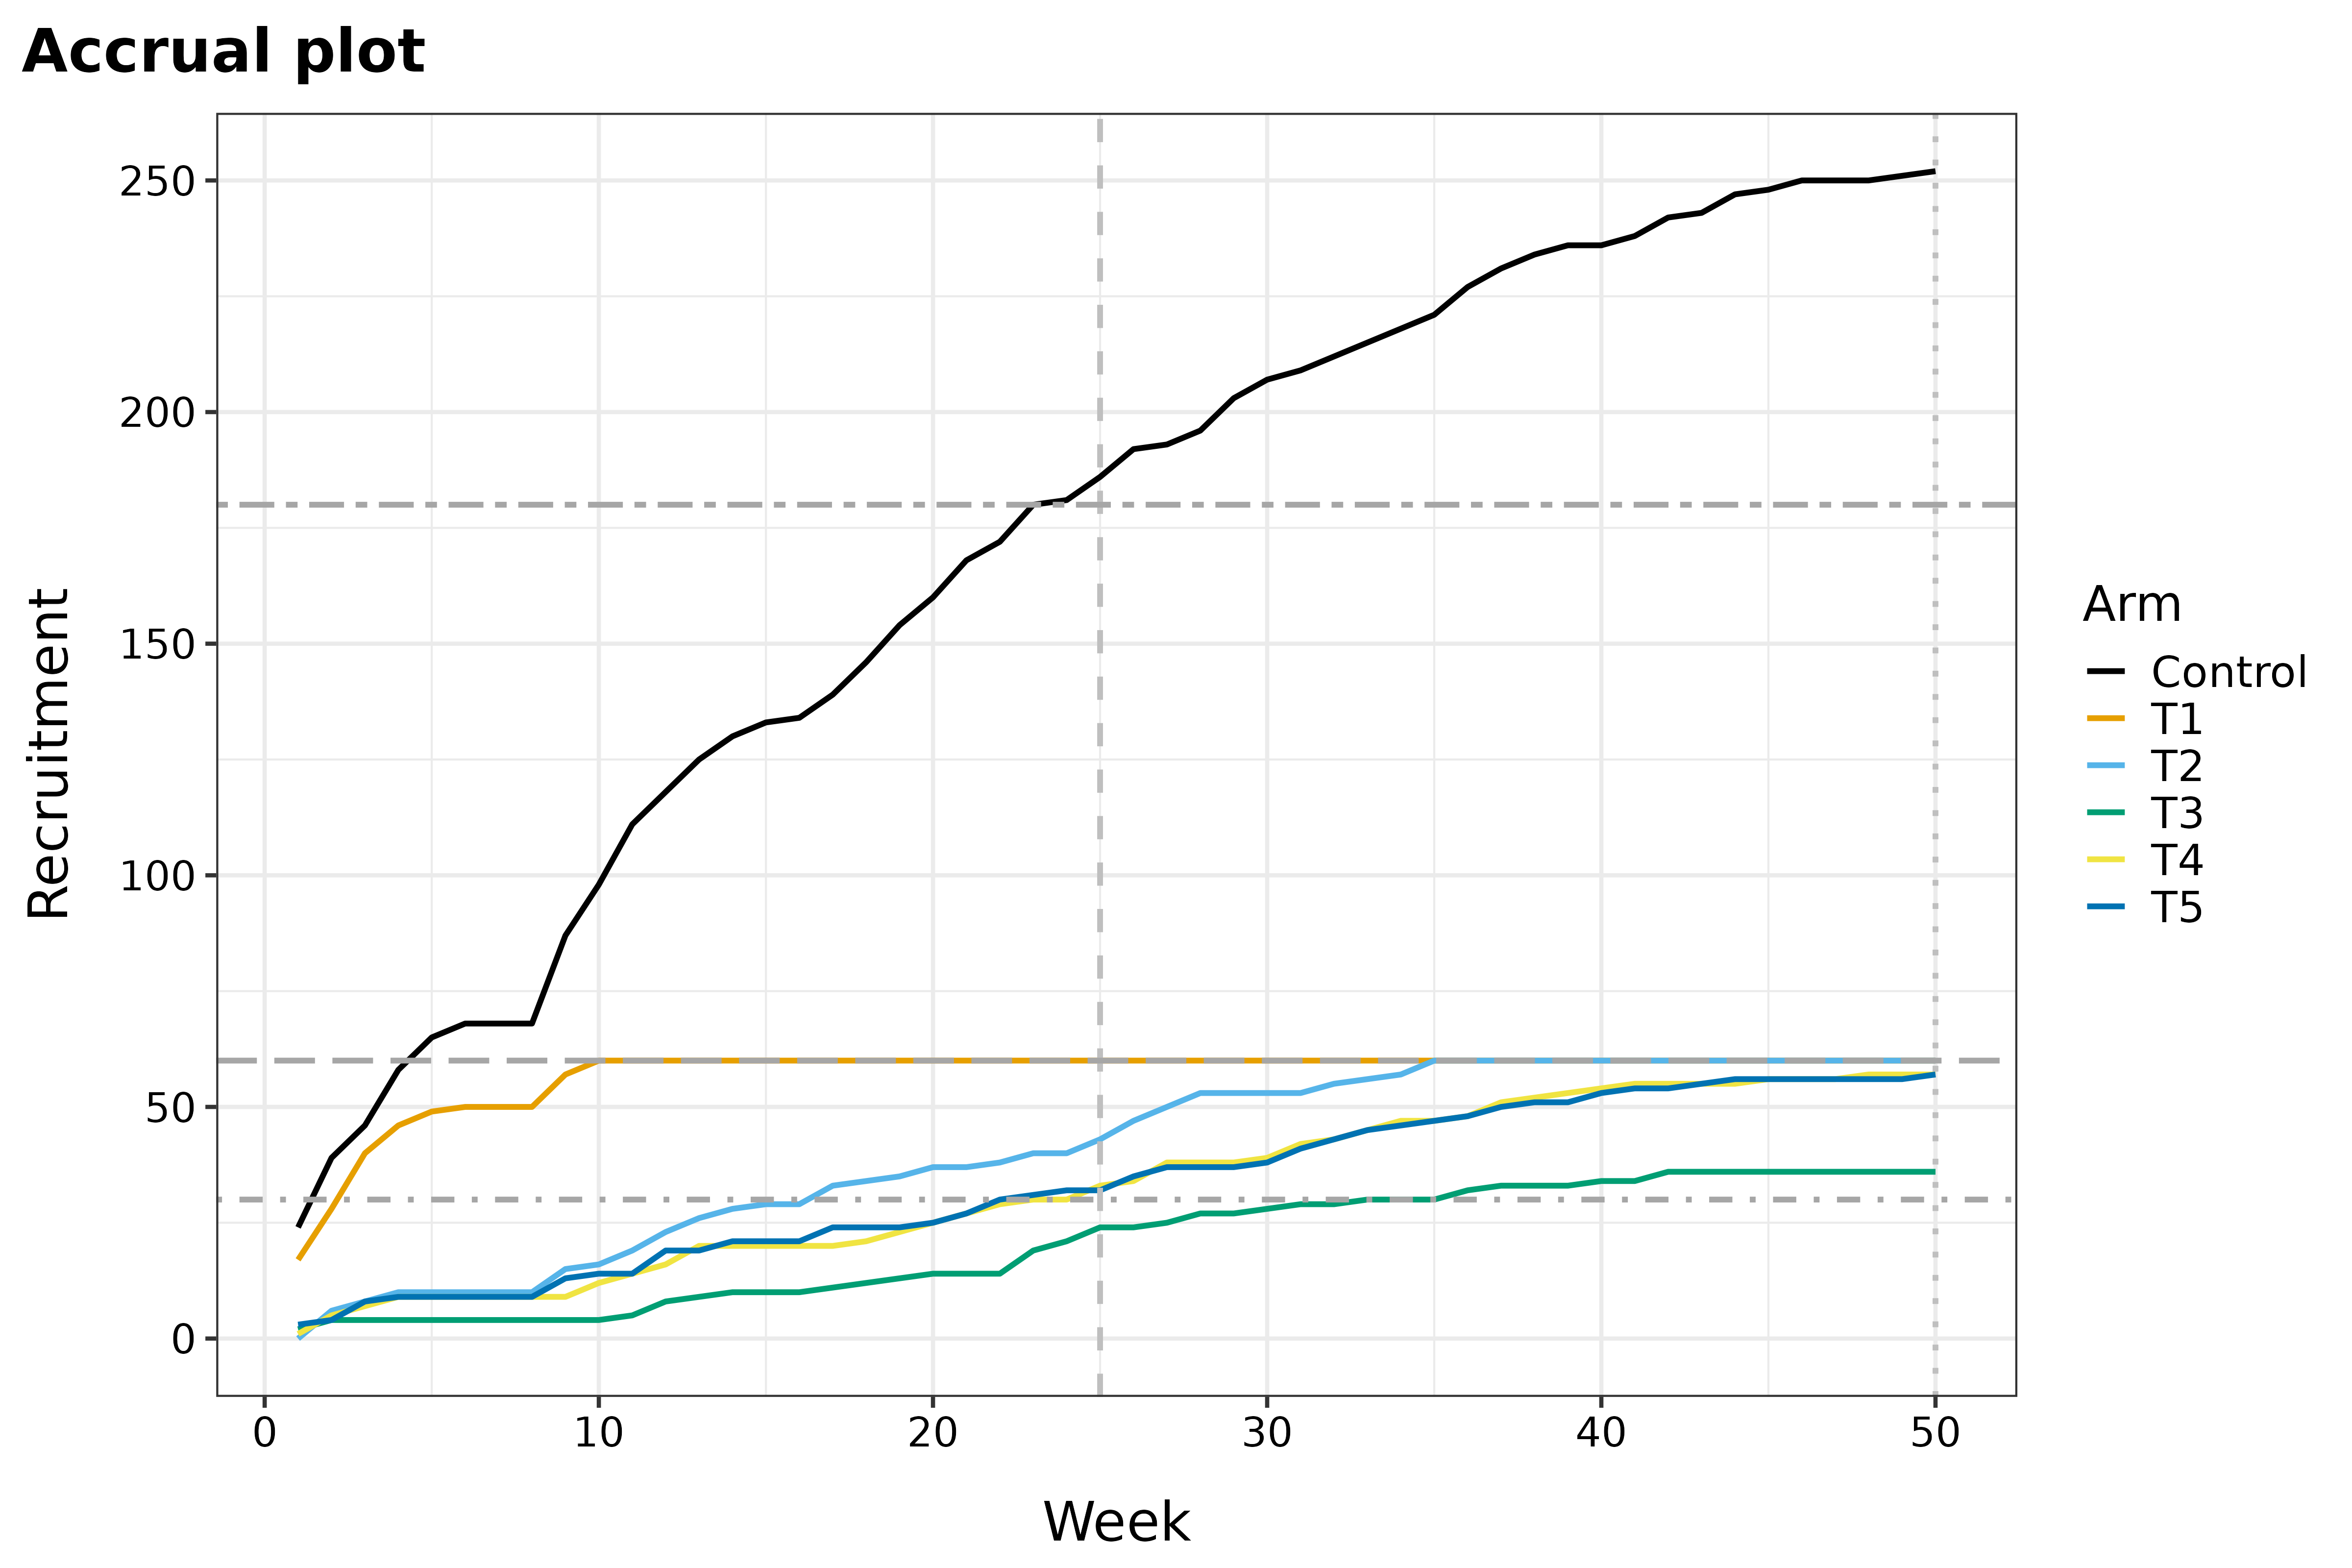 Accrual plot
Recruitment
250
200
150
100
50
0
0 10 20 30 40 50
Week
Arm
Control
T1
T2
T3
T4
T5